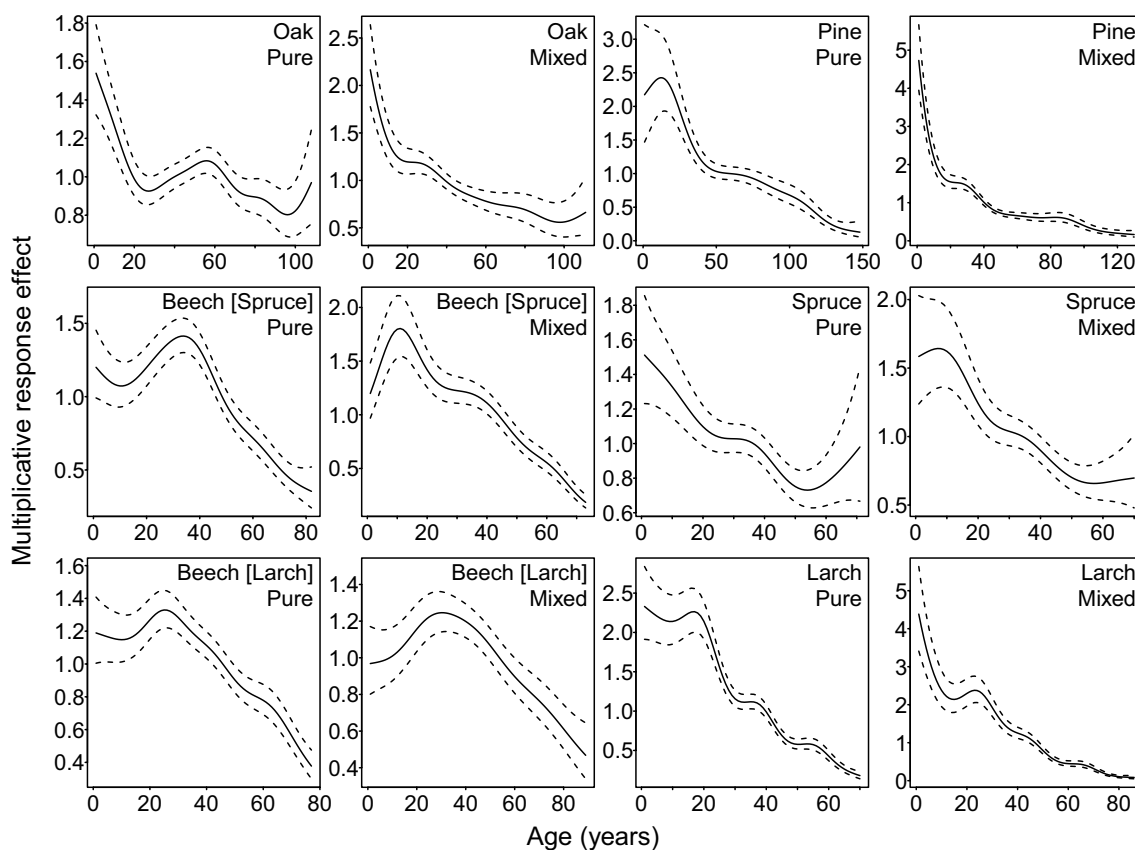 Multiplicative response effect
Oak
Pure
1.8
1.6
1.4
1.2
1.0
0.8
0 20 60 100
Oak
Mixed
2.5
2.0
1.5
1.0
0.5
0 20 60 100
Pine
Pure
3.0
2.5
2.0
1.5
1.0
0.5
0.0
0 50 100 150
Pine
Mixed
5
4
3
2
1
0
0 20 40 60 80 120
Beech [Spruce]
Pure
1.5
1.0
0.5
0 20 40 60 80
Beech [Spruce]
Mixed
2.0
1.5
1.0
0.5
0 10 30 50 70
Spruce
Pure
1.8
1.6
1.4
1.2
1.0
0.8
0.6
0 20 40 60
Spruce
Mixed
2.0
1.5
1.0
0.5
0 20 40 60
Beech [Larch]
Pure
1.6
1.4
1.2
1.0
0.8
0.6
0.4
0 20 40 60 80
Beech [Larch]
Mixed
1.4
1.2
1.0
0.8
0.6
0.4
0 20 40 60 80
Larch
Pure
2.5
2.0
1.5
1.0
0.5
0 20 40 60
Larch
Mixed
5
4
3
2
1
0
0 20 40 60 80
Age (years)